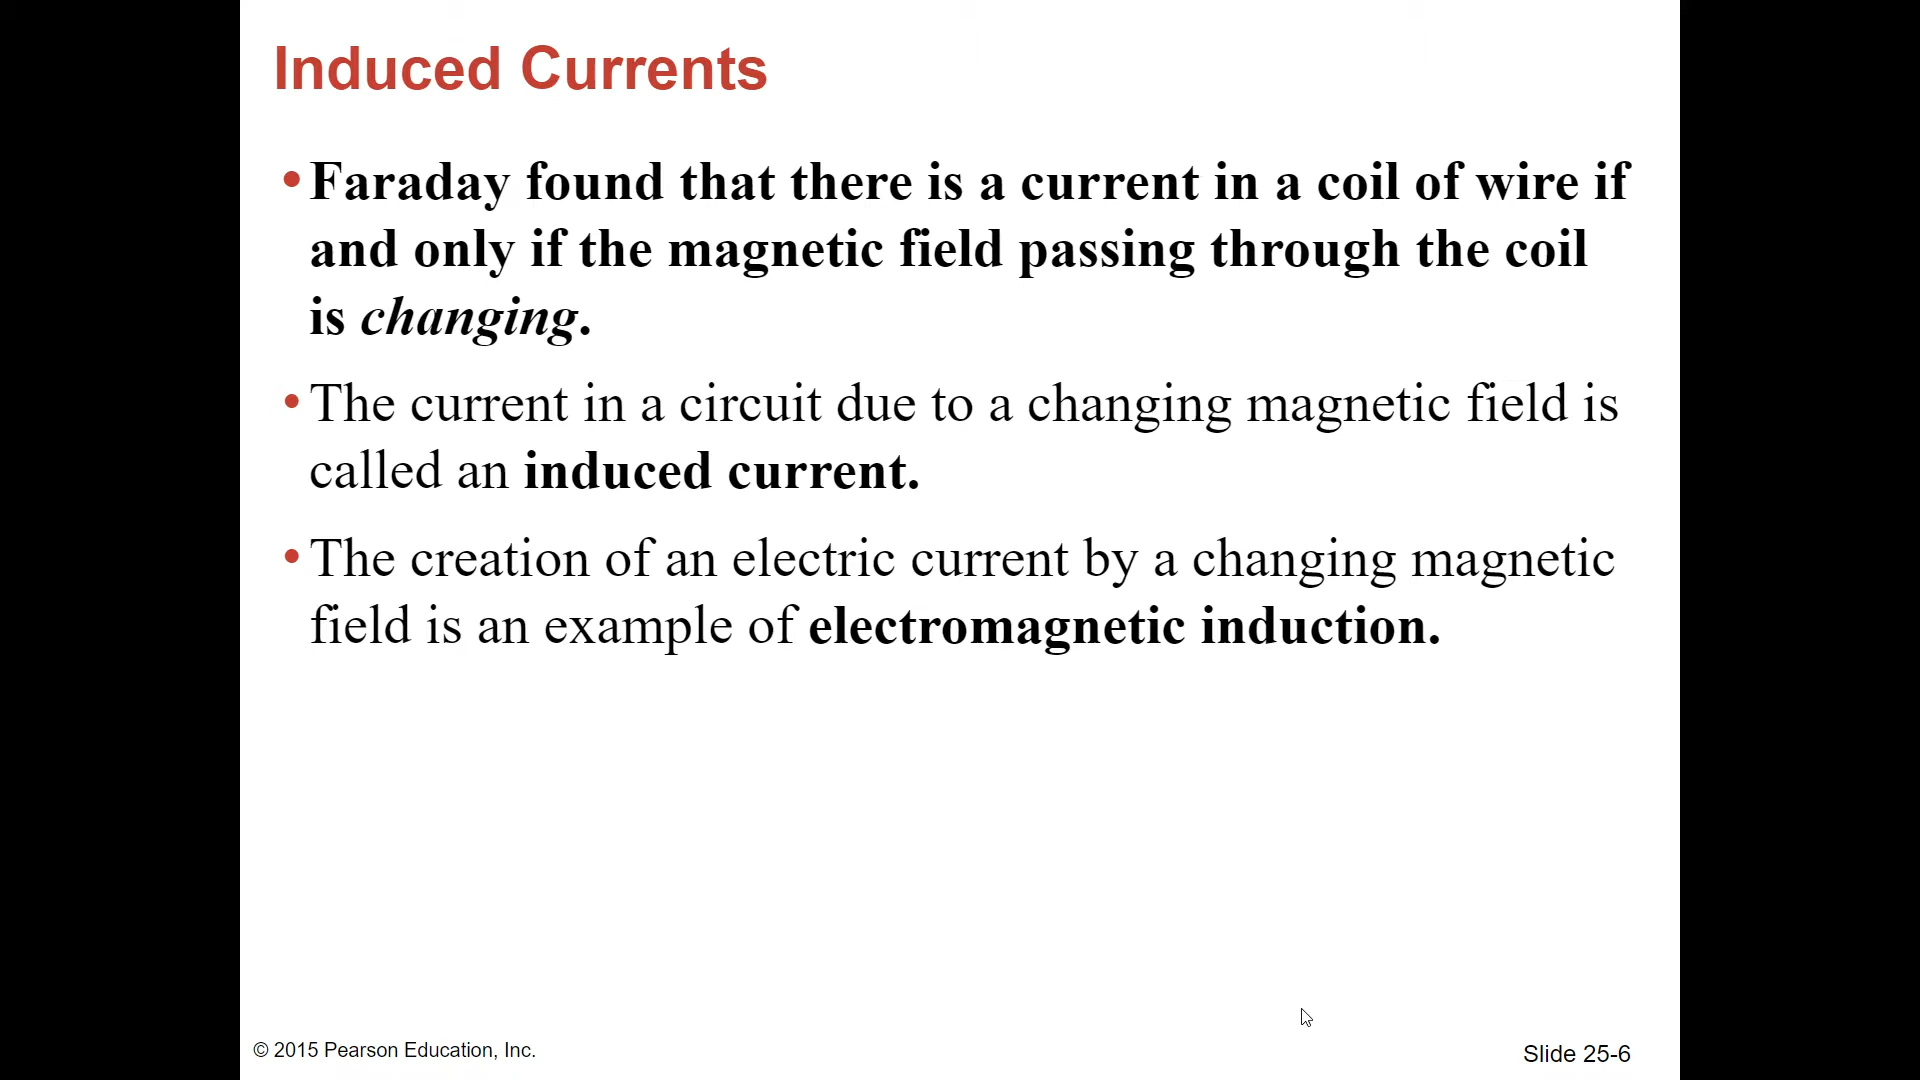 Induced Currents
•Faraday found that there is a current in a coil of wire if
and only if the magnetic field passing through the coil
is changing.
•The current in a circuit due to a changing magnetic field is
called an induced current.
•The creation of an electric current by a changing magnetic
field is an example of electromagnetic induction.
© 2015 Pearson Education, Inc.
Slide 25-6